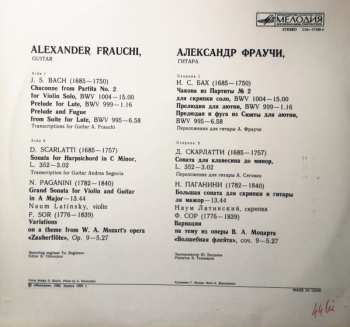 МЕЛОДИЯ
ALEXANDER FRAUCHI,
GUITAR
Side 1
J. S. BACH (1685—1750)
Chaconne from Partita No. 2
for Violin Solo, BWV 1004—15.00
Prelude for Lute, BWV 999—1.16
Prelude and Fugue
from Suite for Lute, BWV 995—6.58
Transcriptions for Guitar A. Frauchi
Side 2
D. SCARLATTI (1685—1757)
Sonata for Harpsichord in C Minor,
L. 352—3.02
Transcription for Guitar Andres Segovia
N. PAGANINI (1782—1840)
Grand Sonata for Violin and Guitar
in A Major—13.44
Naum Latinsky, violin
F. SOR (1776—1839)
Variations
on a theme from W. A. Mozart's opera
«Zauberflöte», Op. 9—5.27
АЛЕКСАНДР ФРАУЧИ,
ГИТАРА
Сторона 1
И. С. БАХ (1685—1750)
Чакона из Партиты № 2
для скрипки соло, BWV 1004—15.00
Прелюдия для лютни, BWV 999—1.16
Прелюдия и фуга из Сюиты для лютни,
BWV 995—6.58
Переложения для гитары А. Фраучи
Сторона 2
Д. СКАРЛАТТИ (1685—1757)
Соната для клавесина до минор,
L. 352—3.02
Переложение для гитары А. Сеговии
Н. ПАГАНИНИ (1782—1840)
Большая соната для скрипки и гитары
ля мажор—13.44
Наум Латинский, скрипка
Ф. СОР (1776—1839)
Вариации
на тему из оперы В. А. Моцарта
«Волшебная флейта», соч. 9—5.27